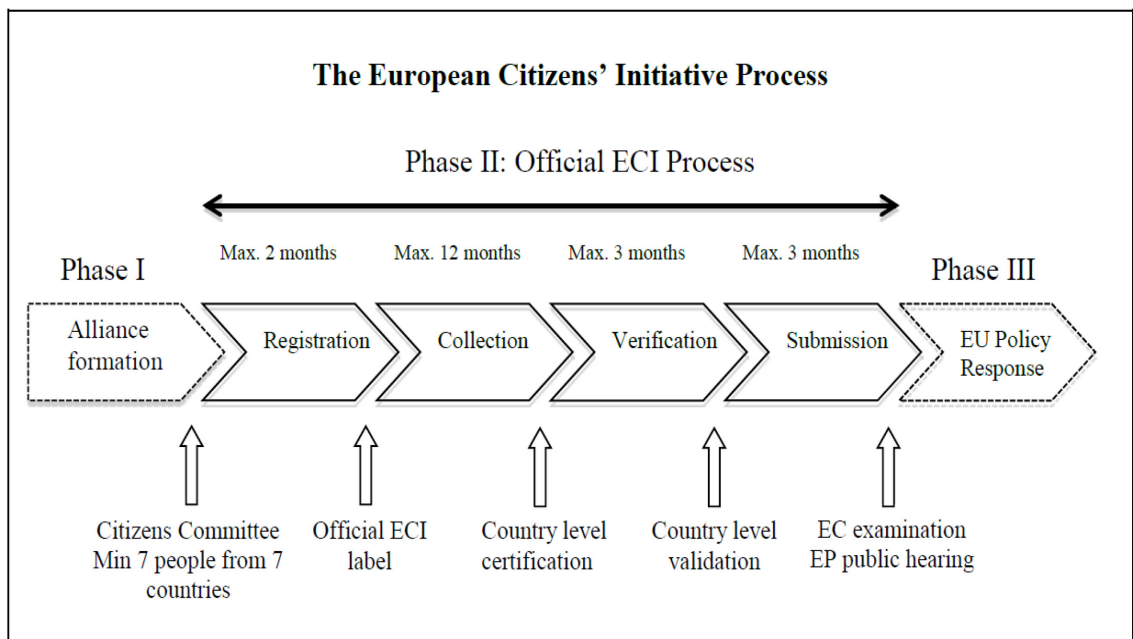 The European Citizens’ Initiative Process
Phase II: Official ECI Process
Max. 2 months
Max. 12 months
Max. 3 months
Max. 3 months
Phase I
Phase III
Alliance
formation
Registration
Collection
Verification
Submission
EU Policy
Response
Citizens Committee
Min 7 people from 7
countries
Official ECI
label
Country level
certification
Country level
validation
EC examination
EP public hearing